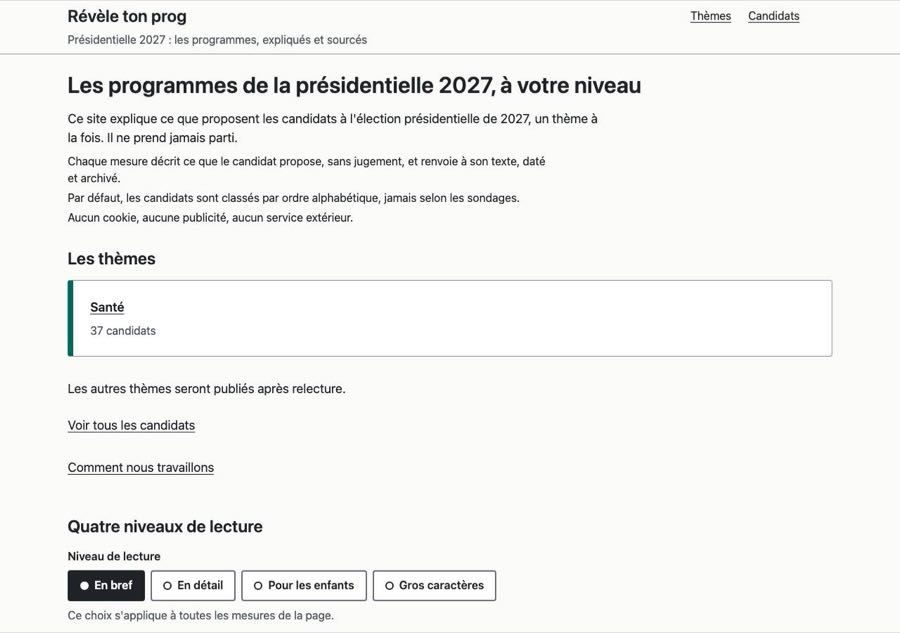 Révèle ton prog
Thèmes
Candidats
Présidentielle 2027 : les programmes, expliqués et sourcés
Les programmes de la présidentielle 2027, à votre niveau
Ce site explique ce que proposent les candidats à l'élection présidentielle de 2027, un thème à
la fois. Il ne prend jamais parti.
Chaque mesure décrit ce que le candidat propose, sans jugement, et renvoie à son texte, daté
et archivé.
Par défaut, les candidats sont classés par ordre alphabétique, jamais selon les sondages.
Aucun cookie, aucune publicité, aucun service extérieur.
Les thèmes
Santé
37 candidats
Les autres thèmes seront publiés après relecture.
Voir tous les candidats
Comment nous travaillons
Quatre niveaux de lecture
Niveau de lecture
En bref
En détail
Pour les enfants
Gros caractères
Ce choix s'applique à toutes les mesures de la page.